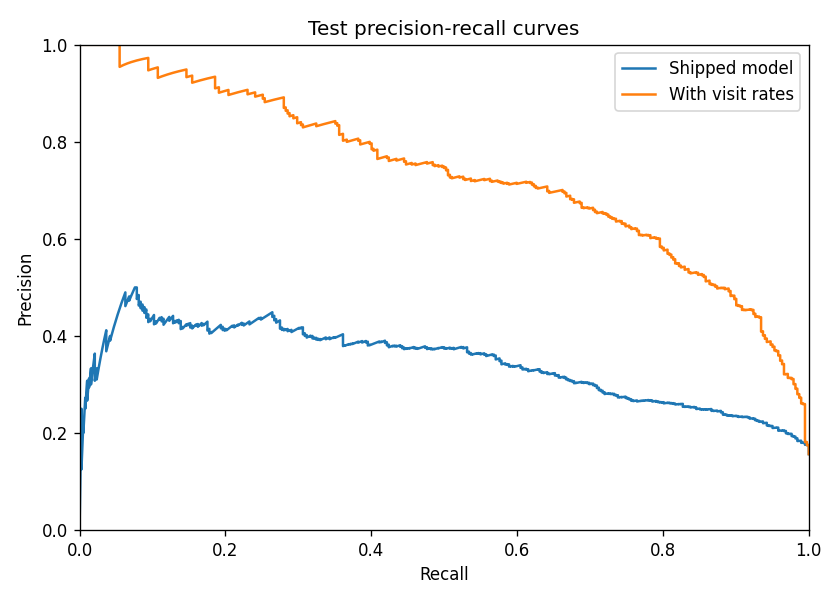 Test precision-recall curves
Shipped model
With visit rates
Precision
1.0
0.8
0.6
0.4
0.2
0.0
0.0 0.2 0.4 0.6 0.8 1.0
Recall